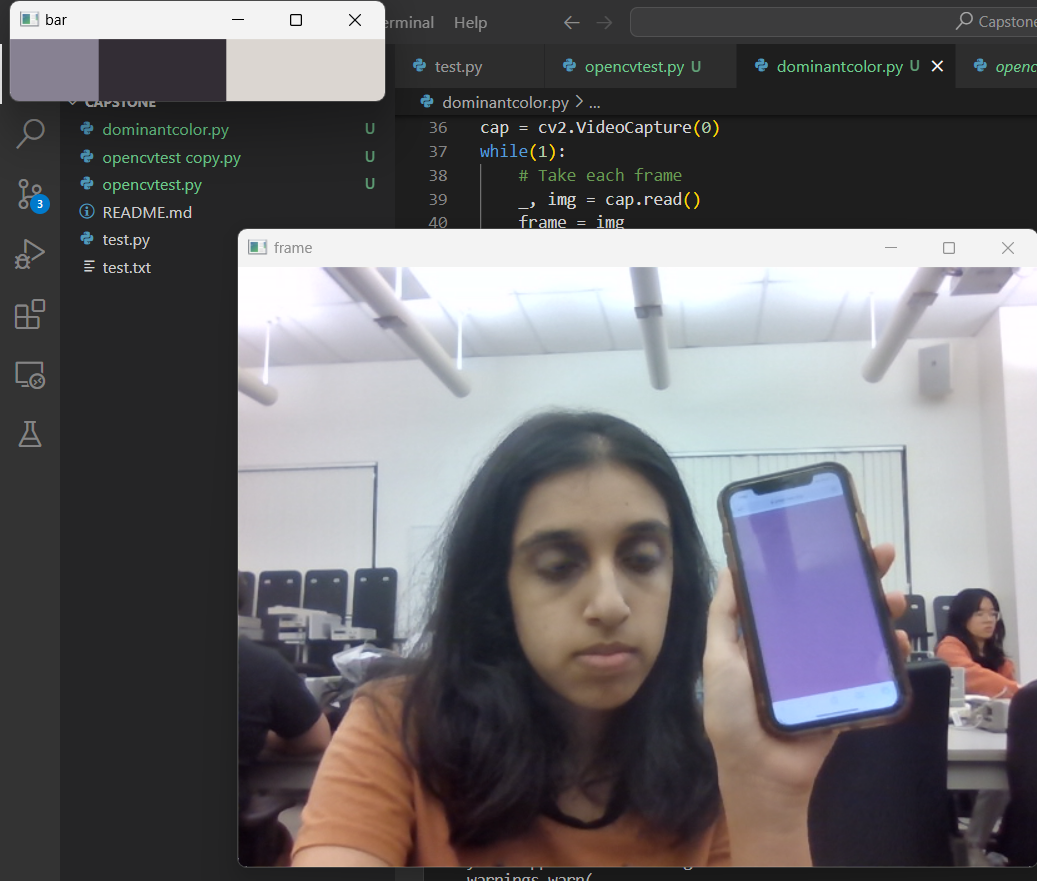 bar
erminal Help
Capstone
test.py
opencvtest.py U
dominantcolor.py U
openc
CAPSTONE
dominantcolor.py > ...
dominantcolor.py U
opencvtest copy.py U
opencvtest.py U
README.md
test.py
test.txt
3
36 cap = cv2.VideoCapture(0)
37 while(1):
38 # Take each frame
39 _, img = cap.read()
40 frame = img
frame
warnings.warn(